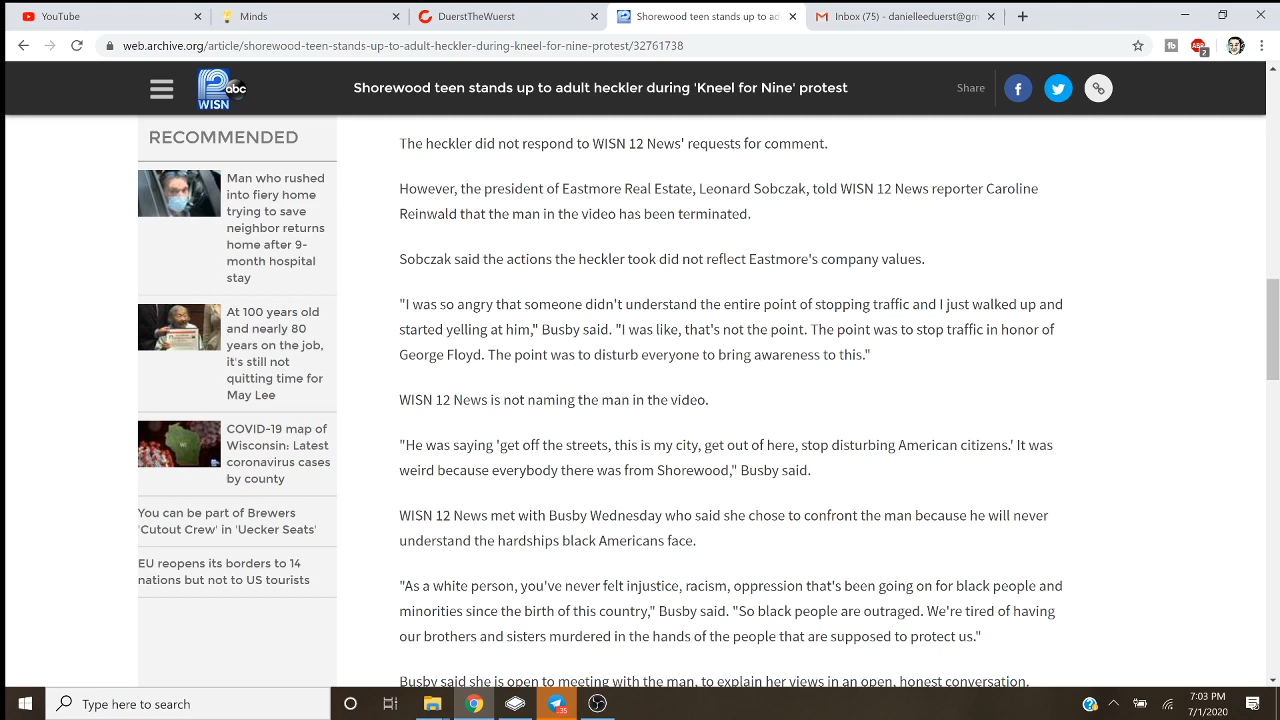 YouTube
Minds
DuerstTheWuerst
Shorewood teen stands up to ad
Inbox (75) - danielleeduerst@gm
web.archive.org/article/shorewood-teen-stands-up-to-adult-heckler-during-kneel-for-nine-protest/32761738
ABP
2
12
WISN
abc
Shorewood teen stands up to adult heckler during 'Kneel for Nine' protest
Share
RECOMMENDED
Man who rushed
into fiery home
trying to save
neighbor returns
home after 9-
month hospital
stay
At 100 years old
and nearly 80
years on the job,
it's still not
quitting time for
May Lee
COVID-19 map of
Wisconsin: Latest
coronavirus cases
by county
You can be part of Brewers
'Cutout Crew' in 'Uecker Seats'
EU reopens its borders to 14
nations but not to US tourists
The heckler did not respond to WISN 12 News' requests for comment.
However, the president of Eastmore Real Estate, Leonard Sobczak, told WISN 12 News reporter Caroline
Reinwald that the man in the video has been terminated.
Sobczak said the actions the heckler took did not reflect Eastmore's company values.
"I was so angry that someone didn't understand the entire point of stopping traffic and I just walked up and
started yelling at him," Busby said. "I was like, that's not the point. The point was to stop traffic in honor of
George Floyd. The point was to disturb everyone to bring awareness to this."
WISN 12 News is not naming the man in the video.
"He was saying 'get off the streets, this is my city, get out of here, stop disturbing American citizens.' It was
weird because everybody there was from Shorewood," Busby said.
WISN 12 News met with Busby Wednesday who said she chose to confront the man because he will never
understand the hardships black Americans face.
"As a white person, you've never felt injustice, racism, oppression that's been going on for black people and
minorities since the birth of this country," Busby said. "So black people are outraged. We're tired of having
our brothers and sisters murdered in the hands of the people that are supposed to protect us."
Busby said she is open to meeting with the man, to explain her views in an open, honest conversation.
Type here to search
7:03 PM
7/1/2020